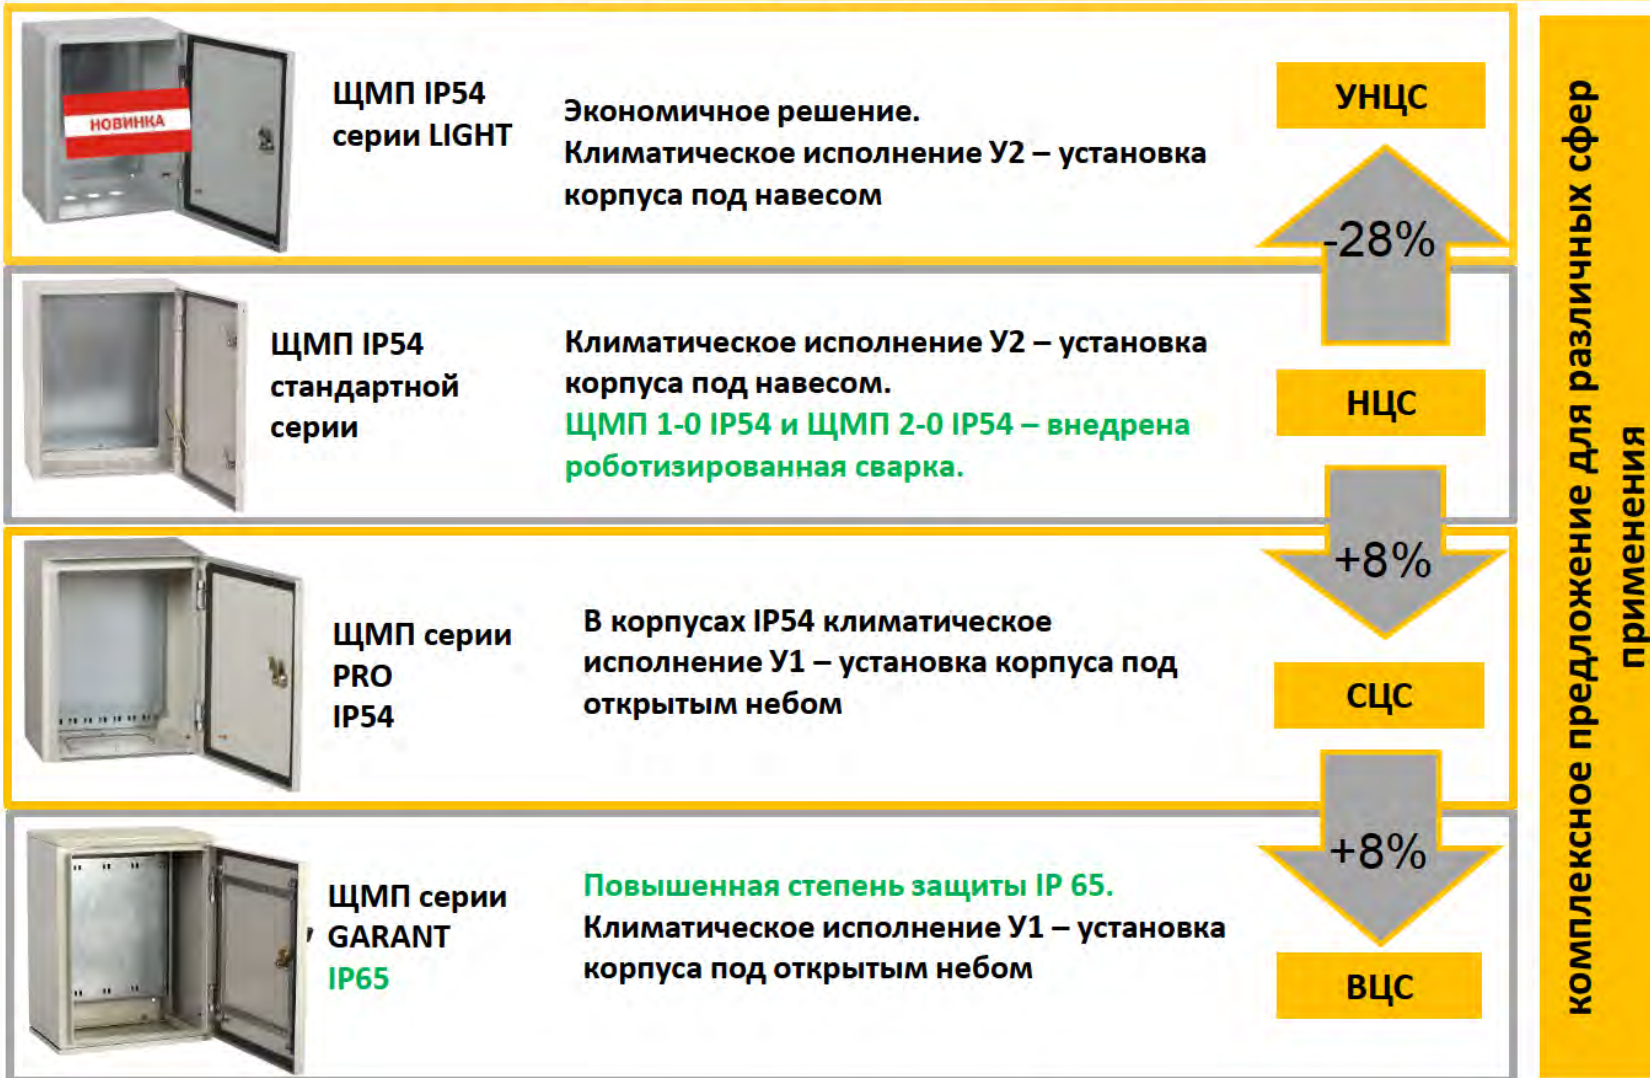 НОВИНКА
ЩМП IP54
серии LIGHT
Экономичное решение.
Климатическое исполнение У2 – установка
корпуса под навесом
УНЦС
-28%
ЩМП IP54
стандартной
серии
Климатическое исполнение У2 – установка
корпуса под навесом.
ЩМП 1-0 IP54 и ЩМП 2-0 IP54 – внедрена
роботизированная сварка.
НЦС
+8%
ЩМП серии
PRO
IP54
В корпусах IP54 климатическое
исполнение У1 – установка корпуса под
открытым небом
СЦС
+8%
ЩМП серии
GARANT
IP65
Повышенная степень защиты IP 65.
Климатическое исполнение У1 – установка
корпуса под открытым небом
ВЦС
комплексное предложение для различных сфер
применения